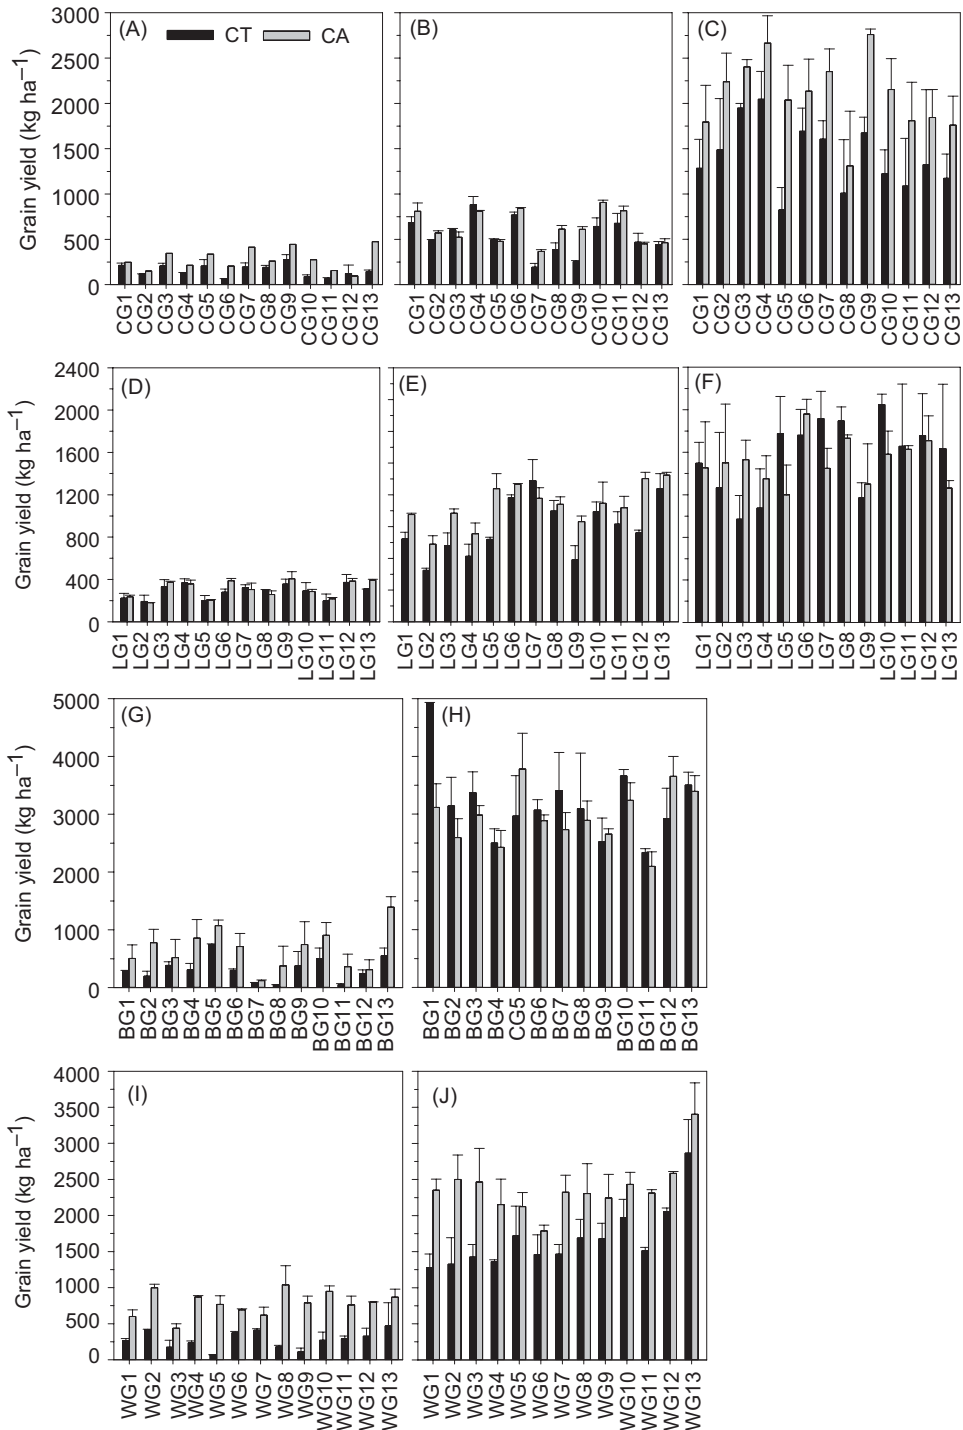 (A) CT CA
(B)
(C)
Grain yield (kg ha−1)
3000
2500
2000
1500
1000
500
0
CG1 CG2 CG3 CG4 CG5 CG6 CG7 CG8 CG9 CG10 CG11 CG12 CG13
CG1 CG2 CG3 CG4 CG5 CG6 CG7 CG8 CG9 CG10 CG11 CG12 CG13
CG1 CG2 CG3 CG4 CG5 CG6 CG7 CG8 CG9 CG10 CG11 CG12 CG13
(D)
(E)
(F)
Grain yield (kg ha−1)
2400
2000
1600
1200
800
400
0
LG1 LG2 LG3 LG4 LG5 LG6 LG7 LG8 LG9 LG10 LG11 LG12 LG13
LG1 LG2 LG3 LG4 LG5 LG6 LG7 LG8 LG9 LG10 LG11 LG12 LG13
LG1 LG2 LG3 LG4 LG5 LG6 LG7 LG8 LG9 LG10 LG11 LG12 LG13
(G)
(H)
Grain yield (kg ha−1)
5000
4000
3000
2000
1000
0
BG1 BG2 BG3 BG4 BG5 BG6 BG7 BG8 BG9 BG10 BG11 BG12 BG13
BG1 BG2 BG3 BG4 CG5 BG6 BG7 BG8 BG9 BG10 BG11 BG12 BG13
(I)
(J)
Grain yield (kg ha−1)
4000
3500
3000
2500
2000
1500
1000
500
0
WG1 WG2 WG3 WG4 WG5 WG6 WG7 WG8 WG9 WG10 WG11 WG12 WG13
WG1 WG2 WG3 WG4 WG5 WG6 WG7 WG8 WG9 WG10 WG11 WG12 WG13